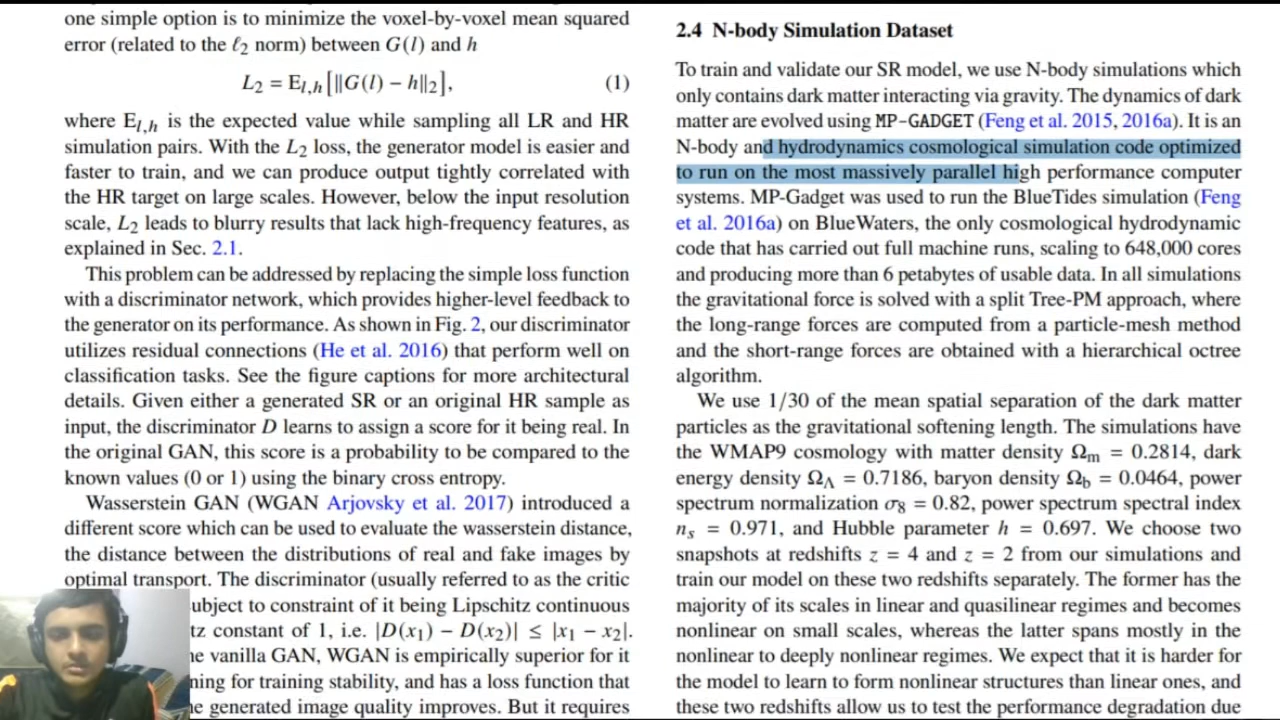 one simple option is to minimize the voxel-by-voxel mean squared
error (related to the ℓ2 norm) between G(l) and h
L2 = El,h[‖G(l) − h‖2], (1)
where El,h is the expected value while sampling all LR and HR
simulation pairs. With the L2 loss, the generator model is easier and
faster to train, and we can produce output tightly correlated with
the HR target on large scales. However, below the input resolution
scale, L2 leads to blurry results that lack high-frequency features, as
explained in Sec. 2.1.
This problem can be addressed by replacing the simple loss function
with a discriminator network, which provides higher-level feedback to
the generator on its performance. As shown in Fig. 2, our discriminator
utilizes residual connections (He et al. 2016) that perform well on
classification tasks. See the figure captions for more architectural
details. Given either a generated SR or an original HR sample as
input, the discriminator D learns to assign a score for it being real. In
the original GAN, this score is a probability to be compared to the
known values (0 or 1) using the binary cross entropy.
Wasserstein GAN (WGAN Arjovsky et al. 2017) introduced a
different score which can be used to evaluate the wasserstein distance,
the distance between the distributions of real and fake images by
optimal transport. The discriminator (usually referred to as the critic
ubject to constraint of it being Lipschitz continuous
tz constant of 1, i.e. |D(x1) − D(x2)| ≤ |x1 − x2|.
e vanilla GAN, WGAN is empirically superior for it
ning for training stability, and has a loss function that
e generated image quality improves. But it requires
2.4 N-body Simulation Dataset
To train and validate our SR model, we use N-body simulations which
only contains dark matter interacting via gravity. The dynamics of dark
matter are evolved using MP-GADGET (Feng et al. 2015, 2016a). It is an
N-body and hydrodynamics cosmological simulation code optimized
to run on the most massively parallel high performance computer
systems. MP-Gadget was used to run the BlueTides simulation (Feng
et al. 2016a) on BlueWaters, the only cosmological hydrodynamic
code that has carried out full machine runs, scaling to 648,000 cores
and producing more than 6 petabytes of usable data. In all simulations
the gravitational force is solved with a split Tree-PM approach, where
the long-range forces are computed from a particle-mesh method
and the short-range forces are obtained with a hierarchical octree
algorithm.
We use 1/30 of the mean spatial separation of the dark matter
particles as the gravitational softening length. The simulations have
the WMAP9 cosmology with matter density Ωm = 0.2814, dark
energy density ΩΛ = 0.7186, baryon density Ωb = 0.0464, power
spectrum normalization σ8 = 0.82, power spectrum spectral index
ns = 0.971, and Hubble parameter h = 0.697. We choose two
snapshots at redshifts z = 4 and z = 2 from our simulations and
train our model on these two redshifts separately. The former has the
majority of its scales in linear and quasilinear regimes and becomes
nonlinear on small scales, whereas the latter spans mostly in the
nonlinear to deeply nonlinear regimes. We expect that it is harder for
the model to learn to form nonlinear structures than linear ones, and
these two redshifts allow us to test the performance degradation due